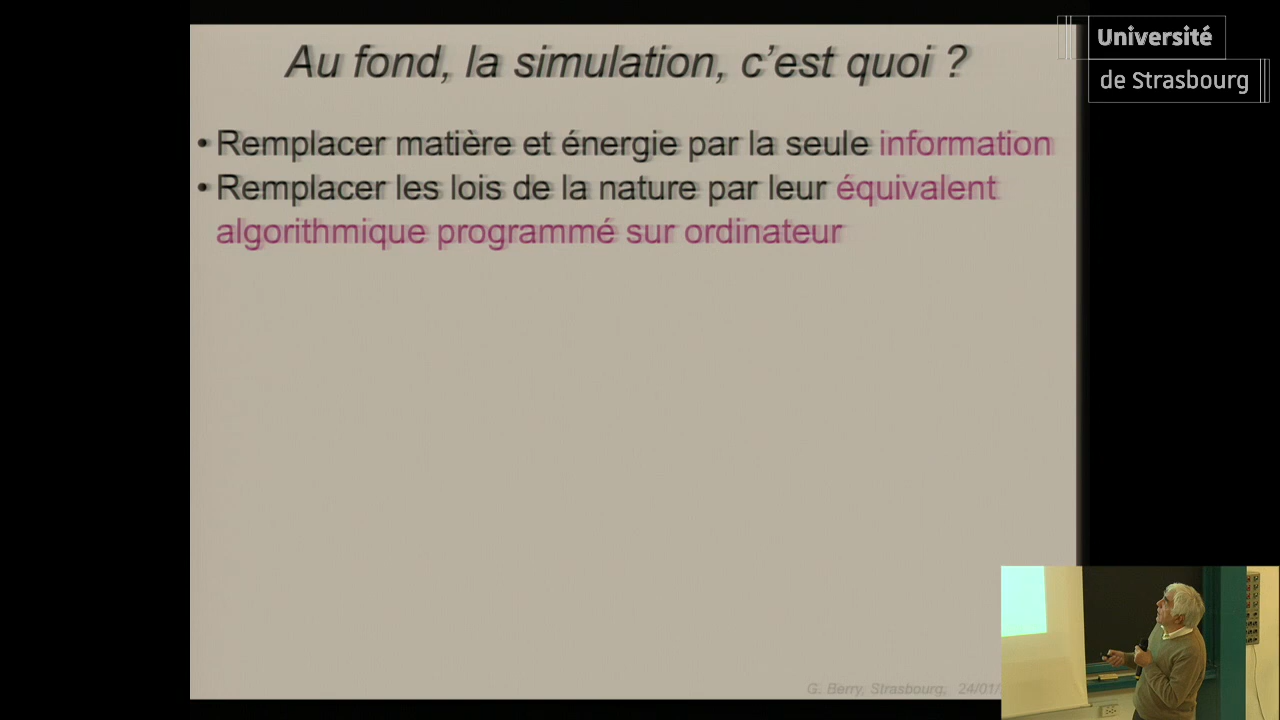 Au fond, la simulation, c'est quoi ?
Université
de Strasbourg
• Remplacer matière et énergie par la seule information
• Remplacer les lois de la nature par leur équivalent
algorithmique programmé sur ordinateur
G. Berry, Strasbourg, 24/01/